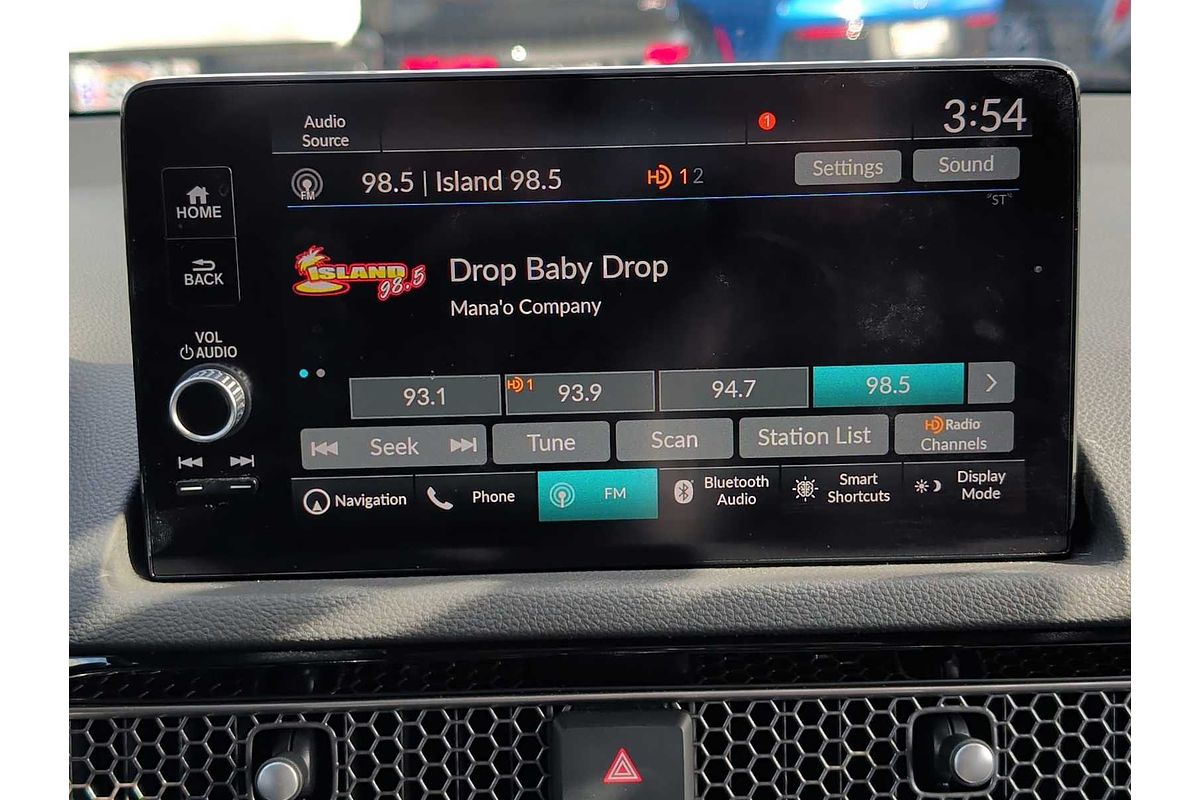 Audio
Source
1
3:54
FM
98.5 | Island 98.5
HD 1 2
Settings
Sound
"ST"
HOME
BACK
ISLAND
98.5
Drop Baby Drop
Mana'o Company
VOL
AUDIO
93.1
HD 1 93.9
94.7
98.5
Seek
Tune
Scan
Station List
HD Radio
Channels
Navigation
Phone
FM
Bluetooth
Audio
Smart
Shortcuts
Display
Mode